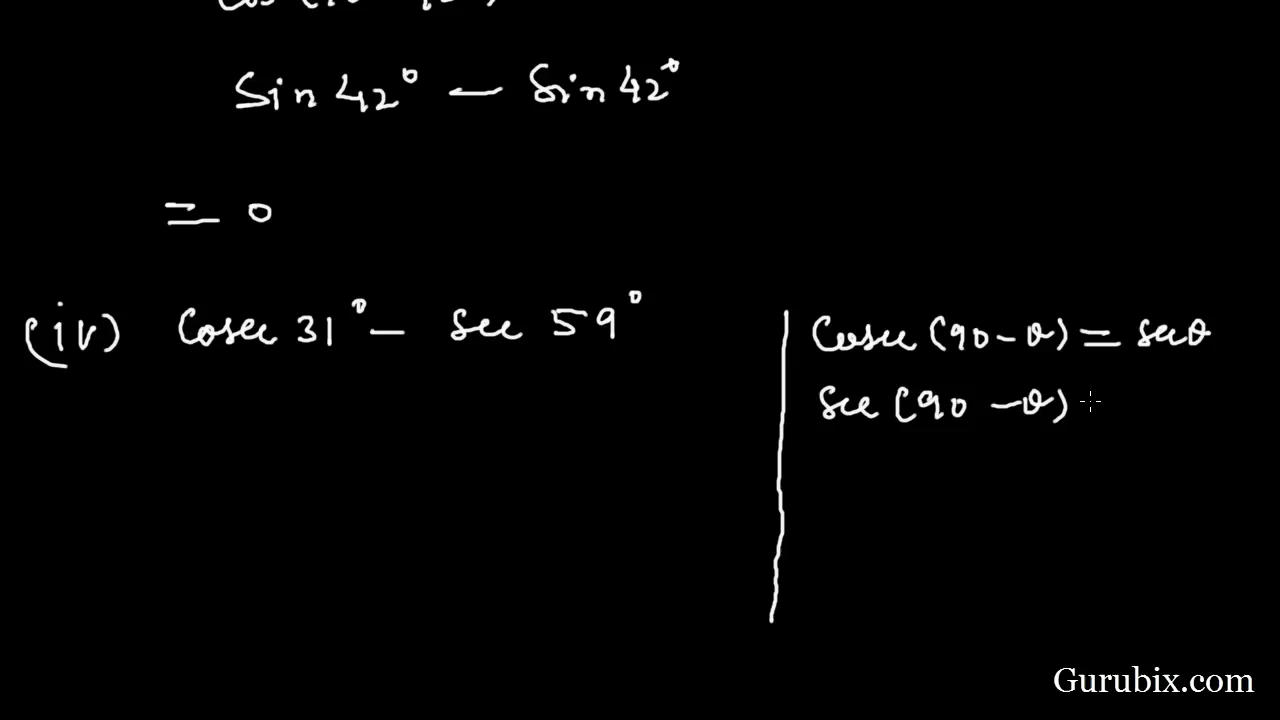 Sin 42° — Sin 42°
= 0
(iv) Cosec 31° — Sec 59°
Cosec (90 - θ) = secθ
Sec (90 - θ)
Gurubix.com